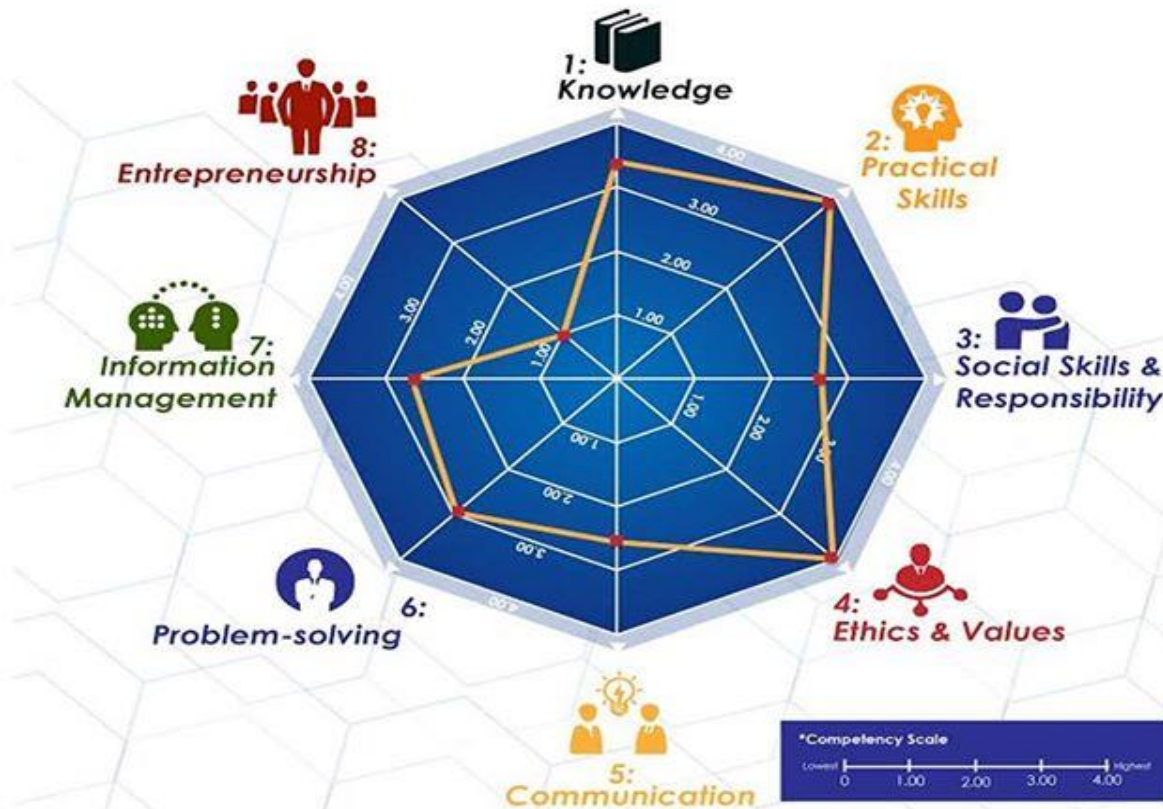 1:
Knowledge
2:
Practical
Skills
3:
Social Skills &
Responsibility
4:
Ethics & Values
5:
Communication
6:
Problem-solving
7:
Information
Management
8:
Entrepreneurship
4.00
3.00
2.00
1.00
1.00
2.00
3.00
4.00
1.00
2.00
3.00
4.00
1.00
2.00
3.00
4.00
*Competency Scale
Lowest
Highest
0
1.00
2.00
3.00
4.00